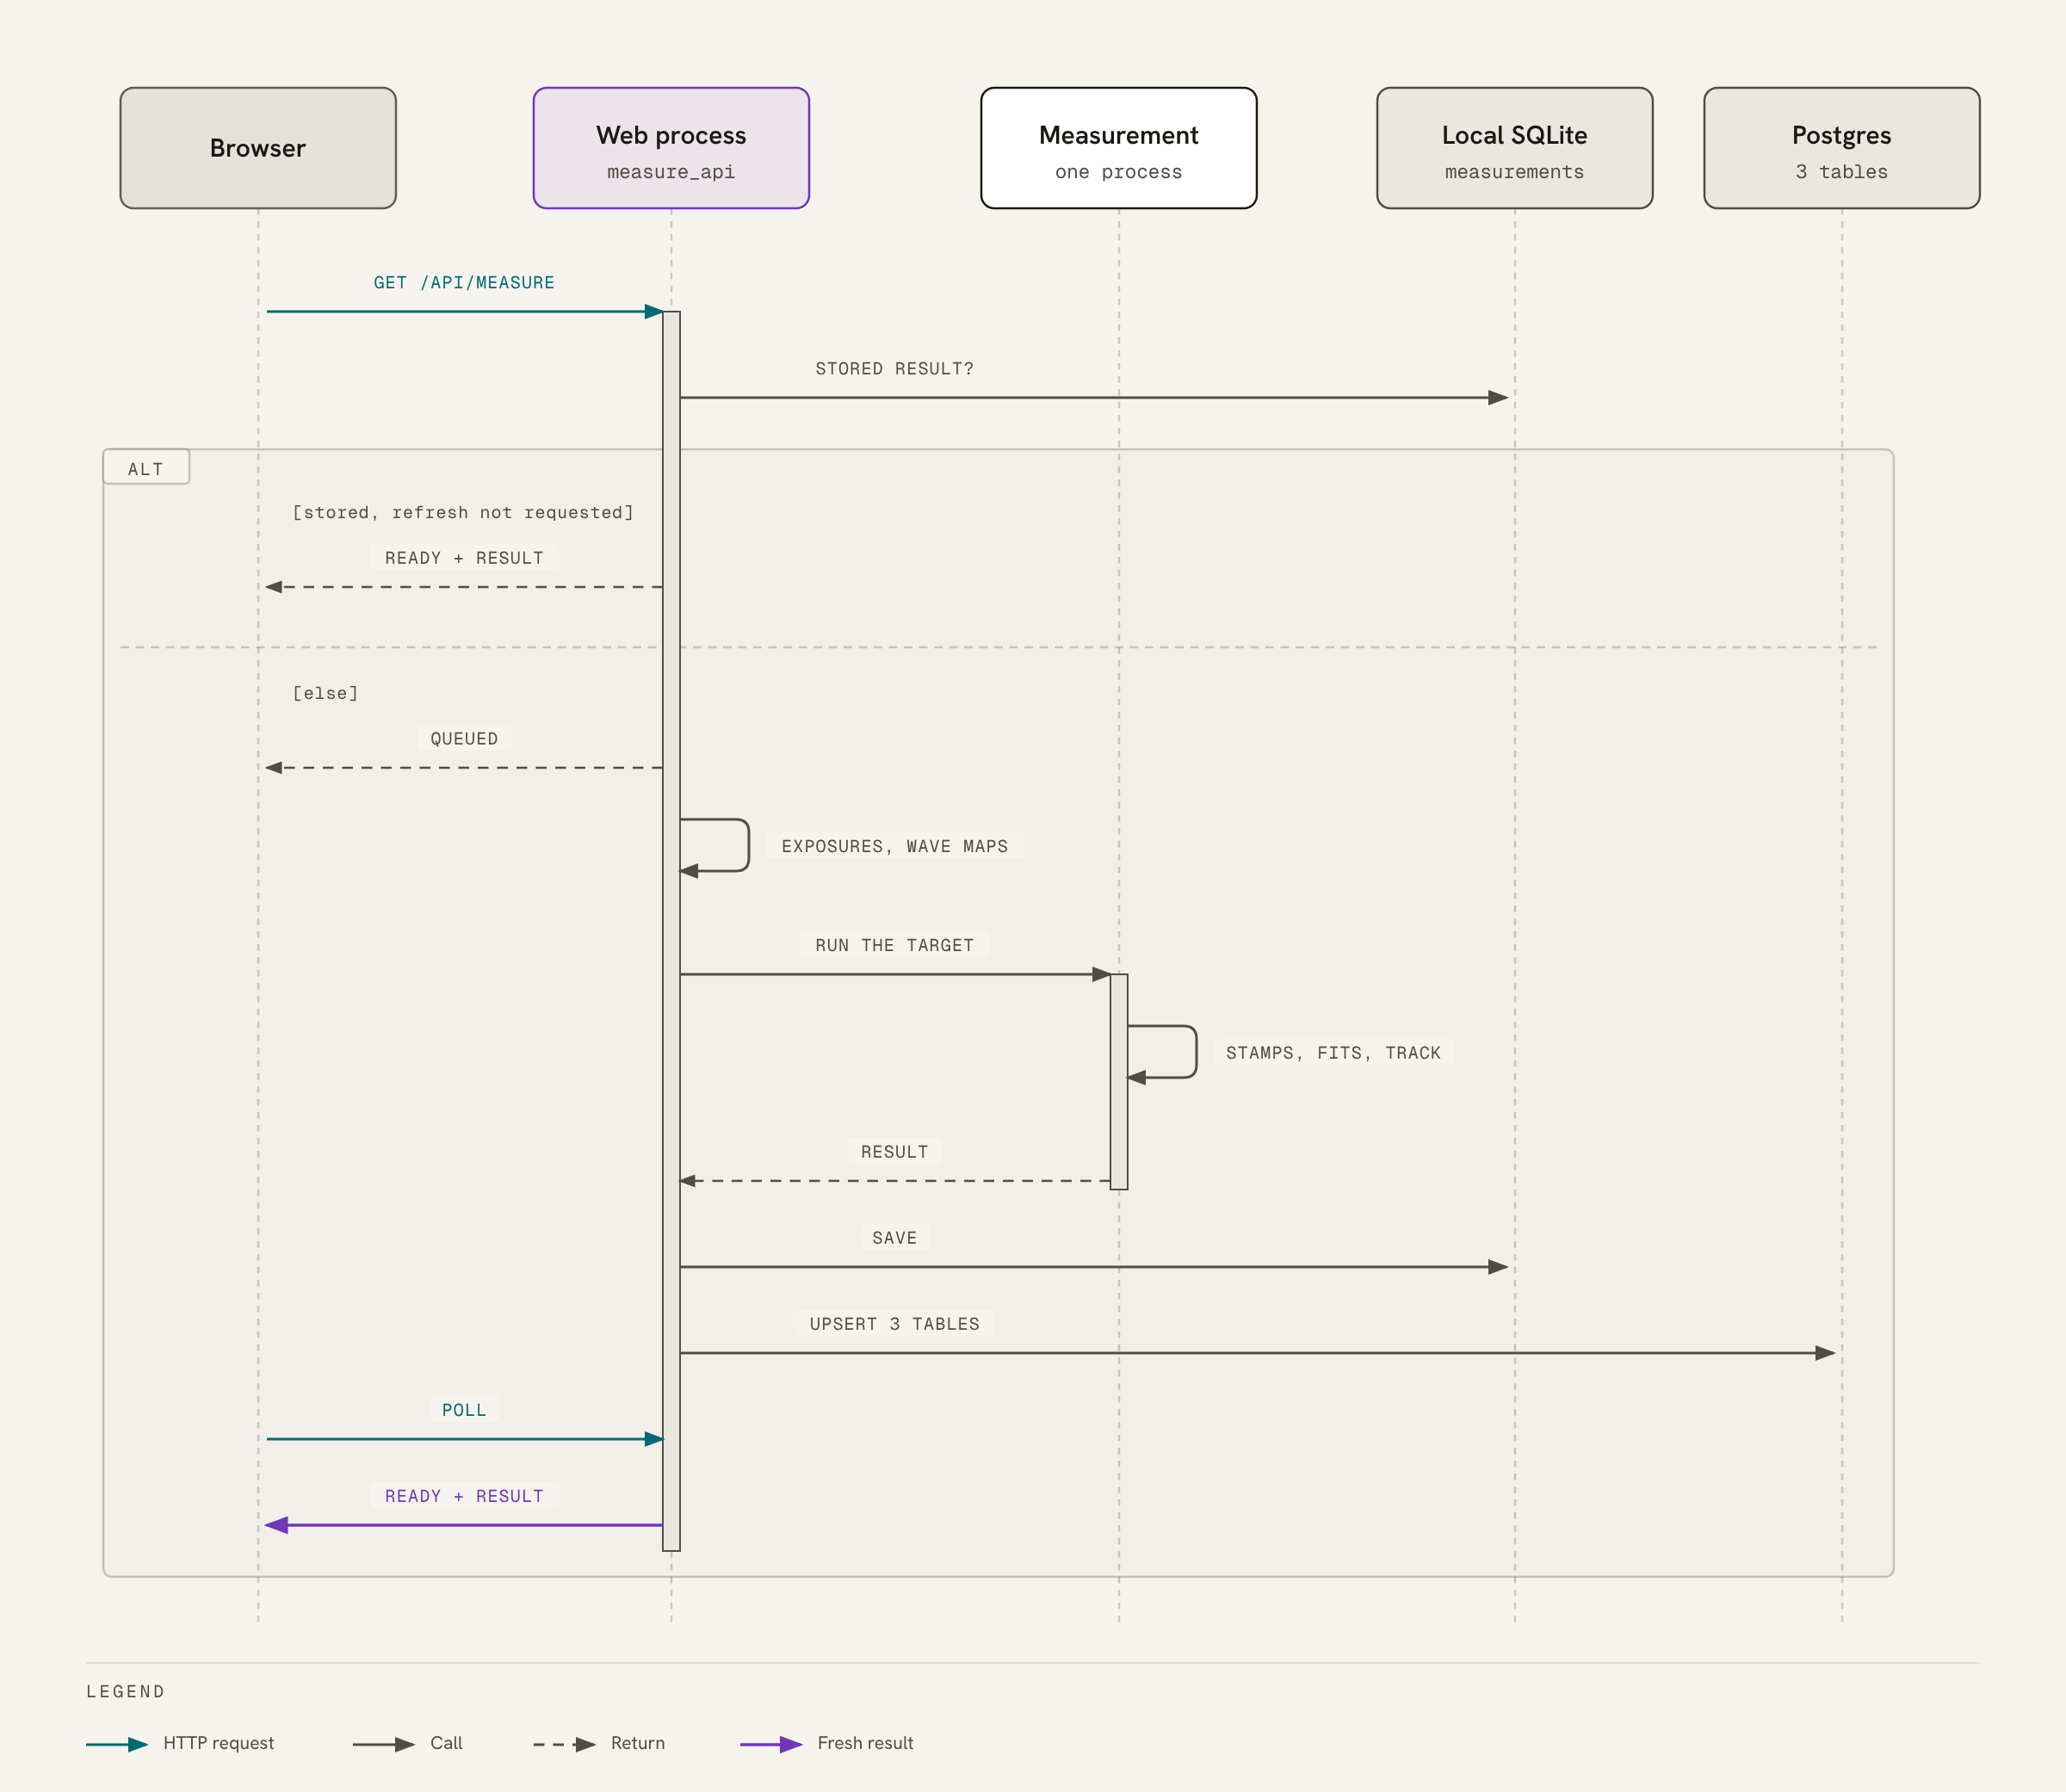 Browser
Web process
measure_api
Measurement
one process
Local SQLite
measurements
Postgres
3 tables
GET /API/MEASURE
STORED RESULT?
ALT
[stored, refresh not requested]
READY + RESULT
[else]
QUEUED
EXPOSURES, WAVE MAPS
RUN THE TARGET
STAMPS, FITS, TRACK
RESULT
SAVE
UPSERT 3 TABLES
POLL
READY + RESULT
LEGEND
HTTP request
Call
Return
Fresh result